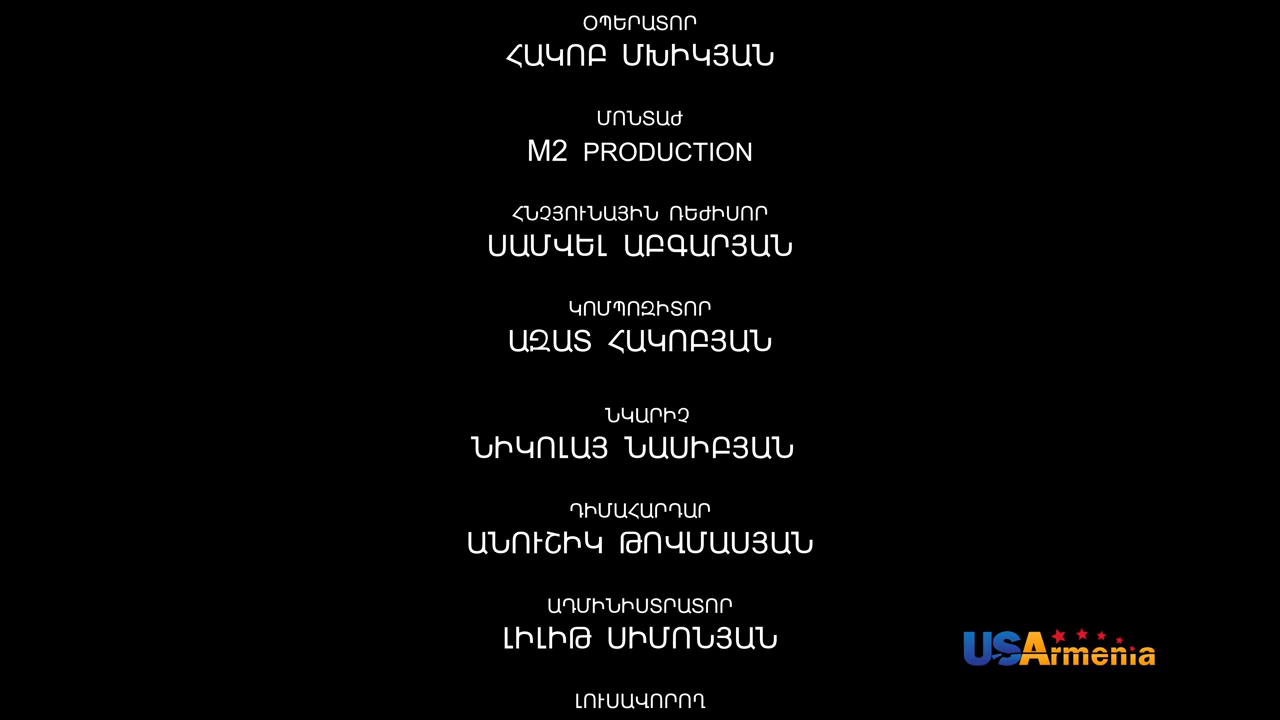 ՕՊԵՐԱՏՈՐ
ՀԱԿՈԲ ՄԽԻԿՅԱՆ
ՄՈՆՏԱԺ
M2 PRODUCTION
ՀՆՉՅՈՒՆԱՅԻՆ ՌԵԺԻՍՈՐ
ՍԱՄՎԵԼ ԱԲԳԱՐՅԱՆ
ԿՈՄՊՈԶԻՏՈՐ
ԱԶԱՏ ՀԱԿՈԲՅԱՆ
ՆԿԱՐԻՉ
ՆԻԿՈԼԱՅ ՆԱՍԻԲՅԱՆ
ԴԻՄԱՀԱՐԴԱՐ
ԱՆՈՒՇԻԿ ԹՈՎՄԱՍՅԱՆ
ԱԴՄԻՆԻՍՏՐԱՏՈՐ
ԼԻԼԻԹ ՍԻՄՈՆՅԱՆ
USArmenia
ԼՈՒՍԱՎՈՐՈՂ